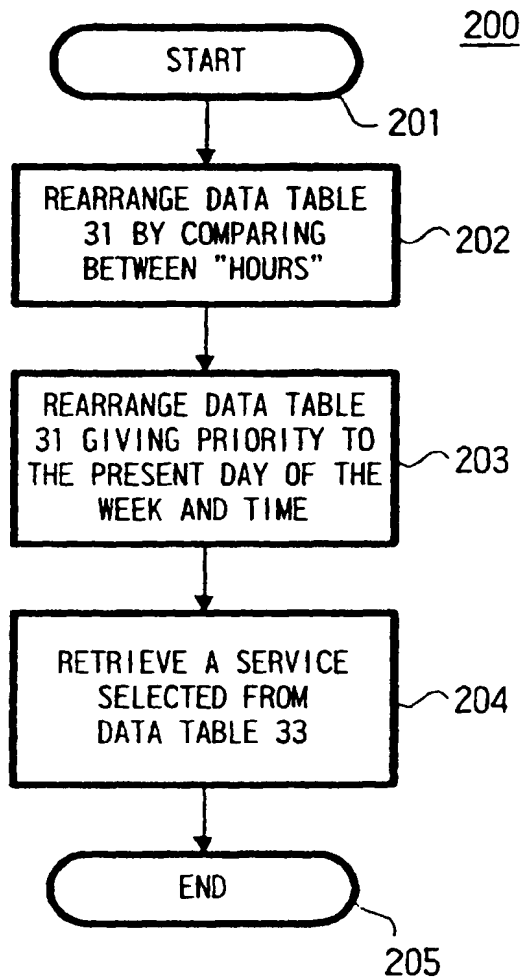 200
START
201
REARRANGE DATA TABLE
31 BY COMPARING
BETWEEN "HOURS"
202
REARRANGE DATA TABLE
31 GIVING PRIORITY TO
THE PRESENT DAY OF THE
WEEK AND TIME
203
RETRIEVE A SERVICE
SELECTED FROM
DATA TABLE 33
204
END
205